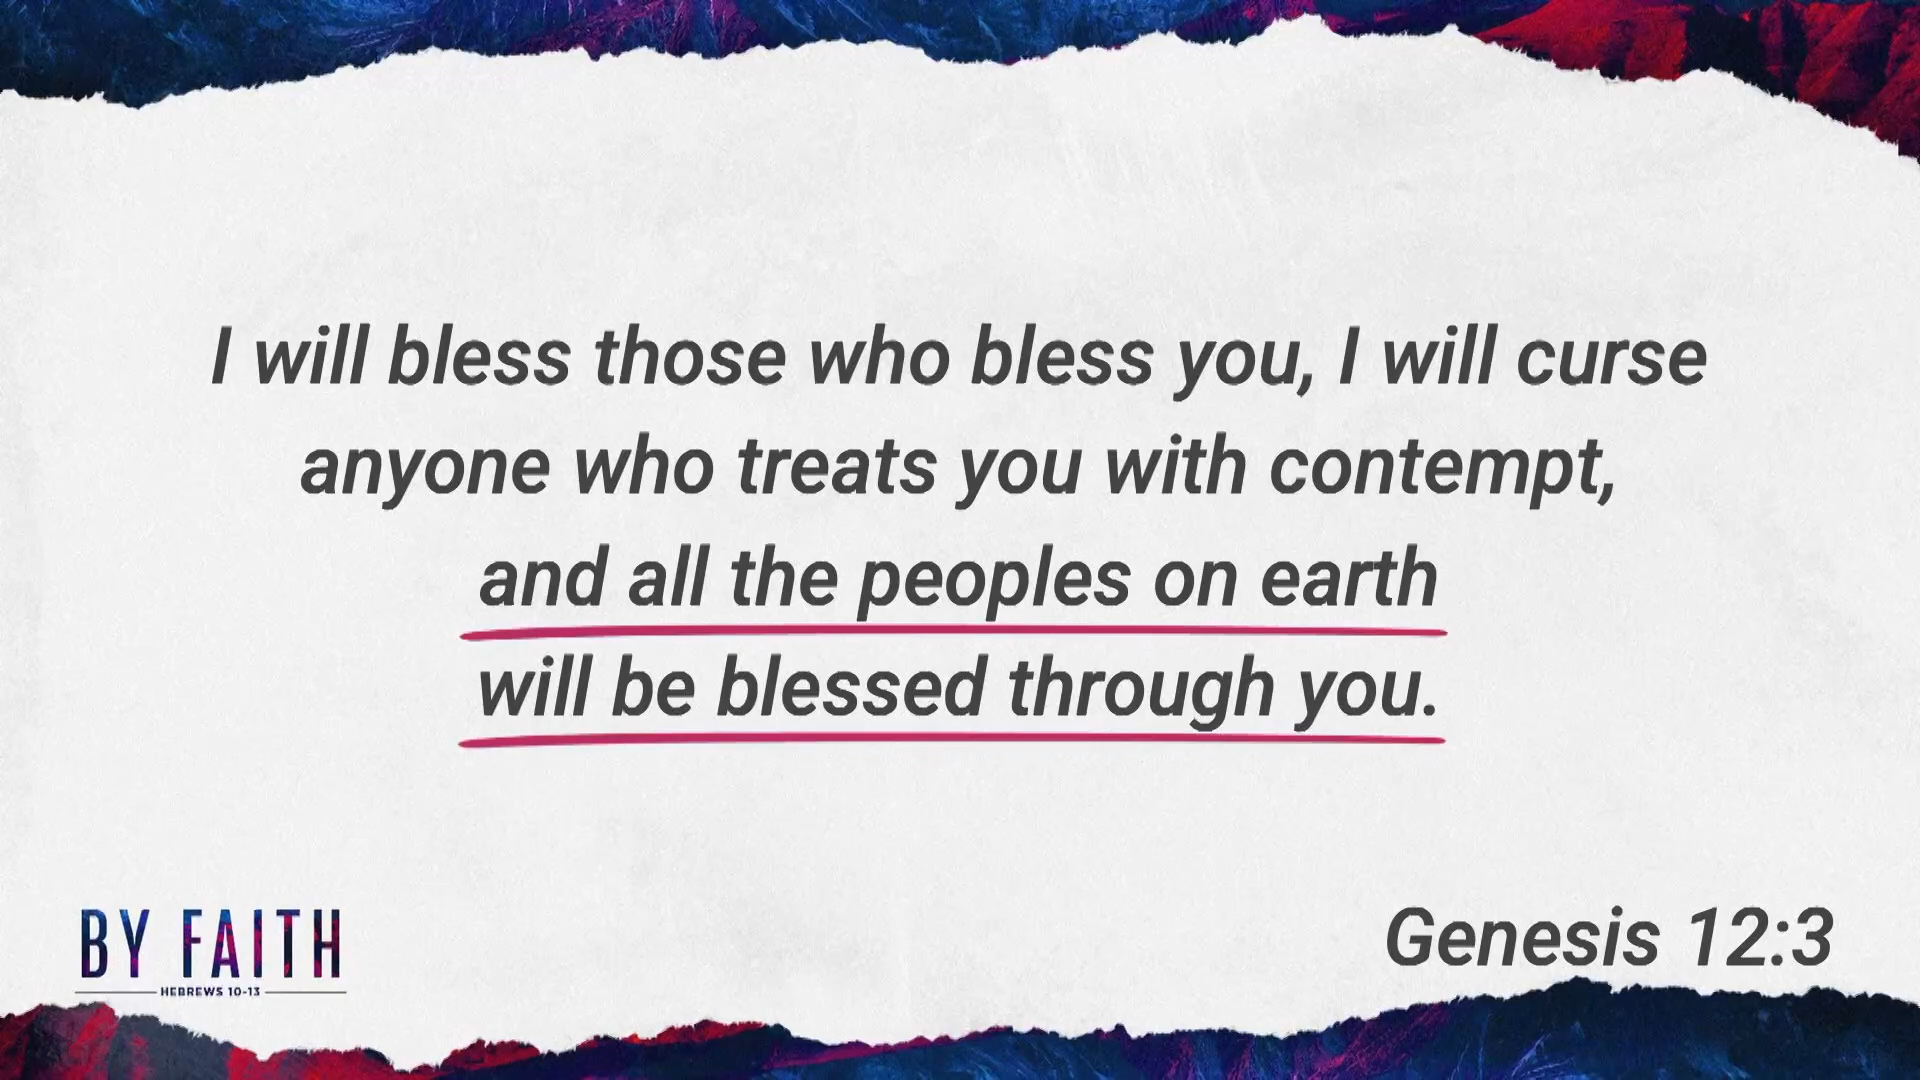 I will bless those who bless you, I will curse
anyone who treats you with contempt,
and all the peoples on earth
will be blessed through you.
Genesis 12:3
BY FAITH
HEBREWS 10-13